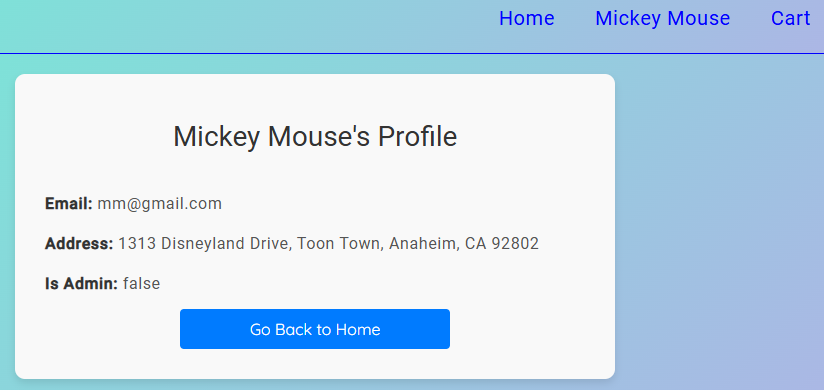 Home Mickey Mouse Cart
Mickey Mouse's Profile
Email: mm@gmail.com
Address: 1313 Disneyland Drive, Toon Town, Anaheim, CA 92802
Is Admin: false
Go Back to Home